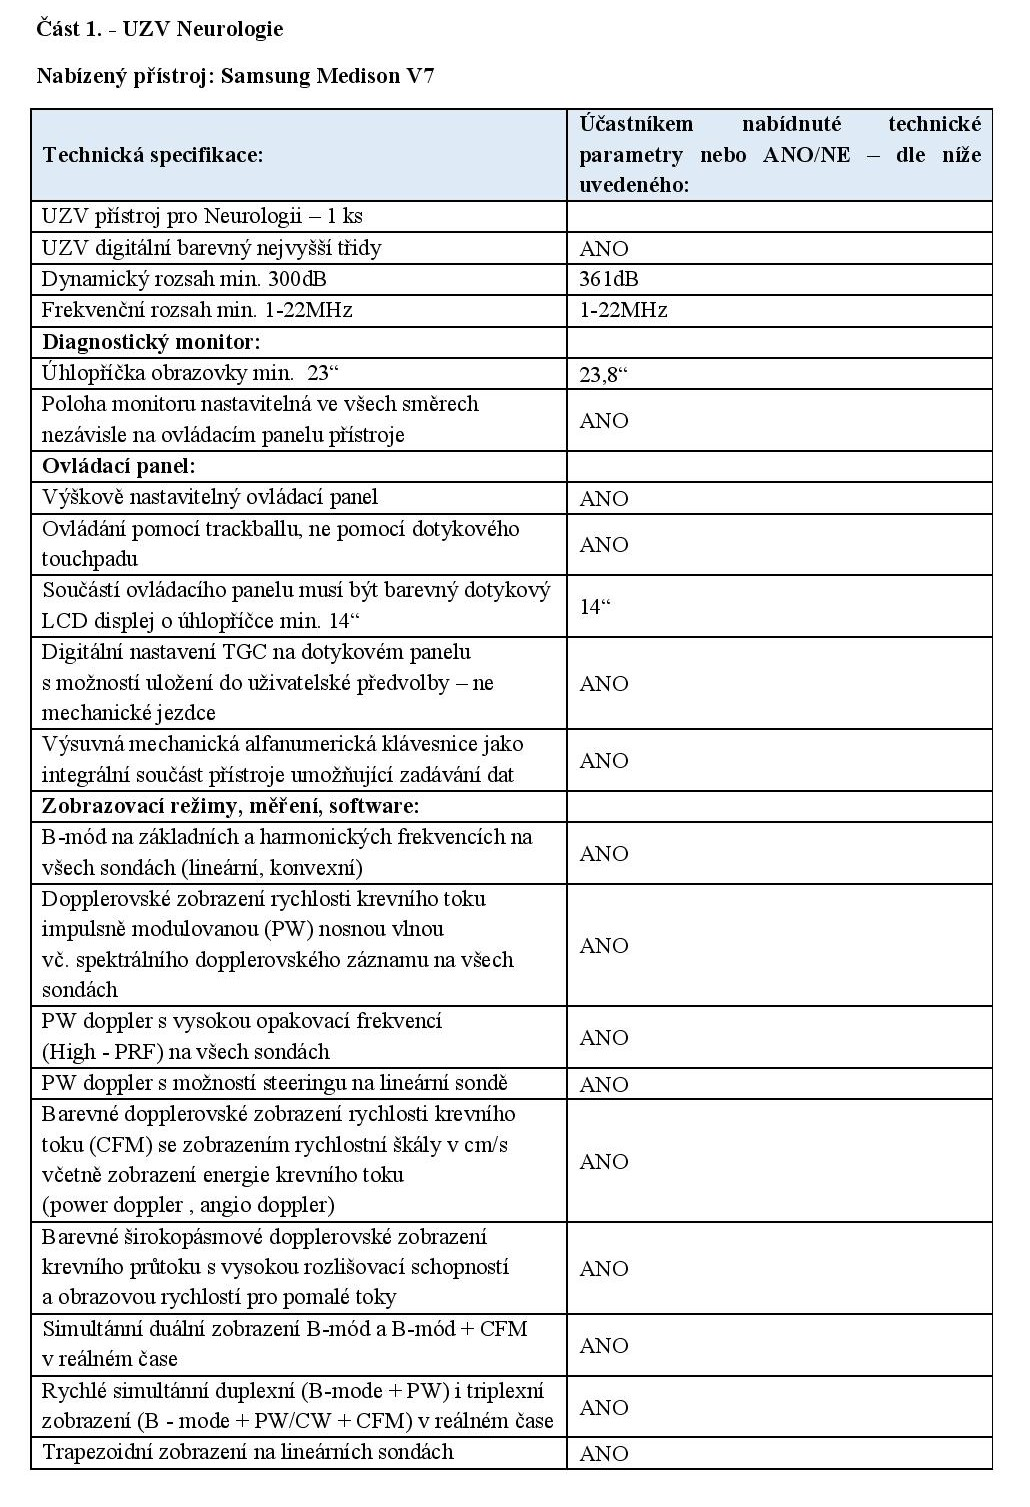 Část 1. - UZV Neurologie
Nabízený přístroj: Samsung Medison V7
Technická specifikace:
Účastníkem nabídnuté technické
parametry nebo ANO/NE – dle níže
uvedeného:
UZV přístroj pro Neurologii – 1 ks
UZV digitální barevný nejvyšší třidy
ANO
Dynamický rozsah min. 300dB
361dB
Frekvenční rozsah min. 1-22MHz
1-22MHz
Diagnostický monitor:
Úhlopříčka obrazovky min.  23“
23,8“
Poloha monitoru nastavitelná ve všech směrech
nezávisle na ovládacím panelu přístroje
ANO
Ovládací panel:
Výškově nastavitelný ovládací panel
ANO
Ovládání pomocí trackballu, ne pomocí dotykového
touchpadu
ANO
Součástí ovládacího panelu musí být barevný dotykový
LCD displej o úhlopříčce min. 14“
14“
Digitální nastavení TGC na dotykovém panelu
s možností uložení do uživatelské předvolby – ne
mechanické jezdce
ANO
Výsuvná mechanická alfanumerická klávesnice jako
integrální součást přístroje umožňující zadávání dat
ANO
Zobrazovací režimy, měření, software:
B-mód na základních a harmonických frekvencích na
všech sondách (lineární, konvexní)
ANO
Dopplerovské zobrazení rychlosti krevního toku
impulsně modulovanou (PW) nosnou vlnou
vč. spektrálního dopplerovského záznamu na všech
sondách
ANO
PW doppler s vysokou opakovací frekvencí
(High - PRF) na všech sondách
ANO
PW doppler s možností steeringu na lineární sondě
ANO
Barevné dopplerovské zobrazení rychlosti krevního
toku (CFM) se zobrazením rychlostní škály v cm/s
včetně zobrazení energie krevního toku
(power doppler , angio doppler)
ANO
Barevné širokopásmové dopplerovské zobrazení
krevního průtoku s vysokou rozlišovací schopností
a obrazovou rychlostí pro pomalé toky
ANO
Simultánní duální zobrazení B-mód a B-mód + CFM
v reálném čase
ANO
Rychlé simultánní duplexní (B-mode + PW) i triplexní
zobrazení (B - mode + PW/CW + CFM) v reálném čase
ANO
Trapezoidní zobrazení na lineárních sondách
ANO